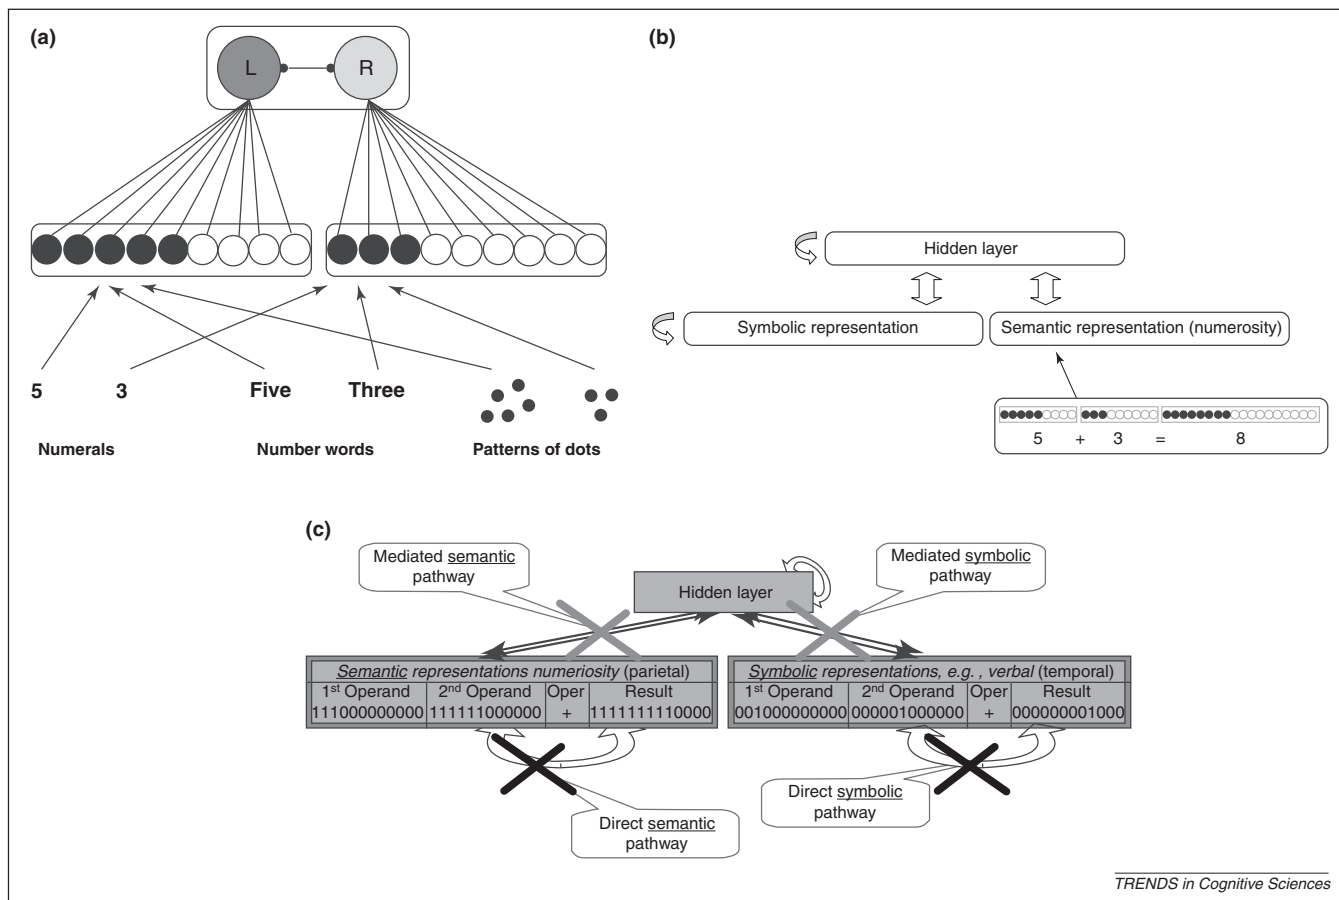 (a)
L
R
5
3
Five
Three
Numerals
Number words
Patterns of dots
(b)
Hidden layer
Symbolic representation
Semantic representation (numerosity)
5 + 3 = 8
(c)
Mediated semantic
pathway
Mediated symbolic
pathway
Hidden layer
Semantic representations numeriosity (parietal)
1st Operand 2nd Operand Oper Result
111000000000 111111000000 + 1111111110000
Symbolic representations, e.g. , verbal (temporal)
1st Operand 2nd Operand Oper Result
001000000000 000001000000 + 000000001000
Direct semantic
pathway
Direct symbolic
pathway
TRENDS in Cognitive Sciences